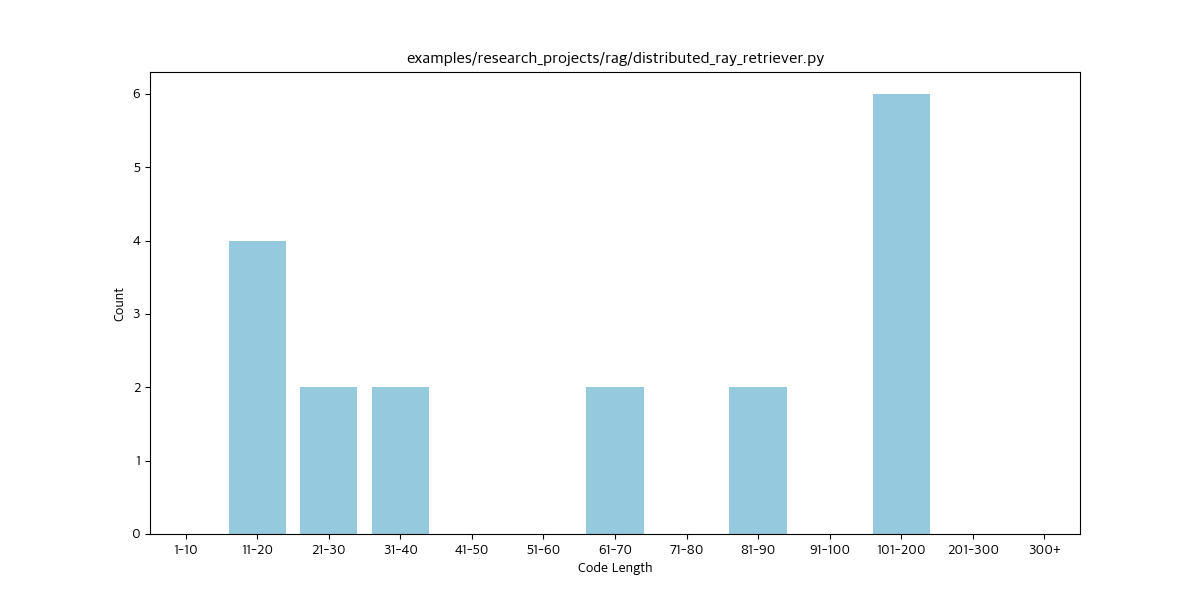 examples/research_projects/rag/distributed_ray_retriever.py
6
5
4
3
2
1
0
Count
1-10 11-20 21-30 31-40 41-50 51-60 61-70 71-80 81-90 91-100 101-200 201-300 300+
Code Length